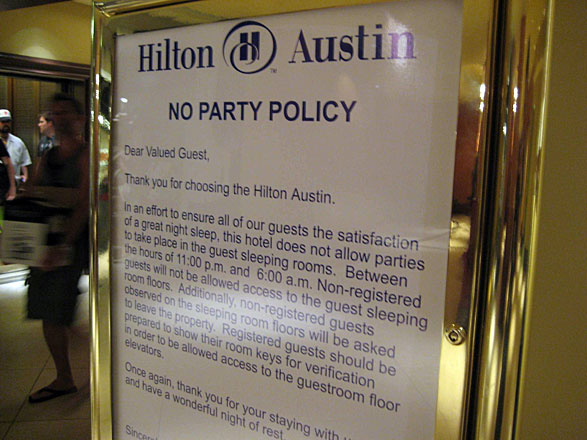 Hilton Austin
NO PARTY POLICY
Dear Valued Guest,
Thank you for choosing the Hilton Austin.
In an effort to ensure all of our guests the satisfaction
of a great night sleep, this hotel does not allow parties
to take place in the guest sleeping rooms. Between
the hours of 11:00 p.m. and 6:00 a.m. Non-registered
guests will not be allowed access to the guest sleeping
room floors. Additionally, non-registered guests
observed on the sleeping room floors will be asked
to leave the property. Registered guests should be
prepared to show their room keys for verification
in order to be allowed access to the guestroom floor
elevators.
Once again, thank you for your staying with
and have a wonderful night of rest.